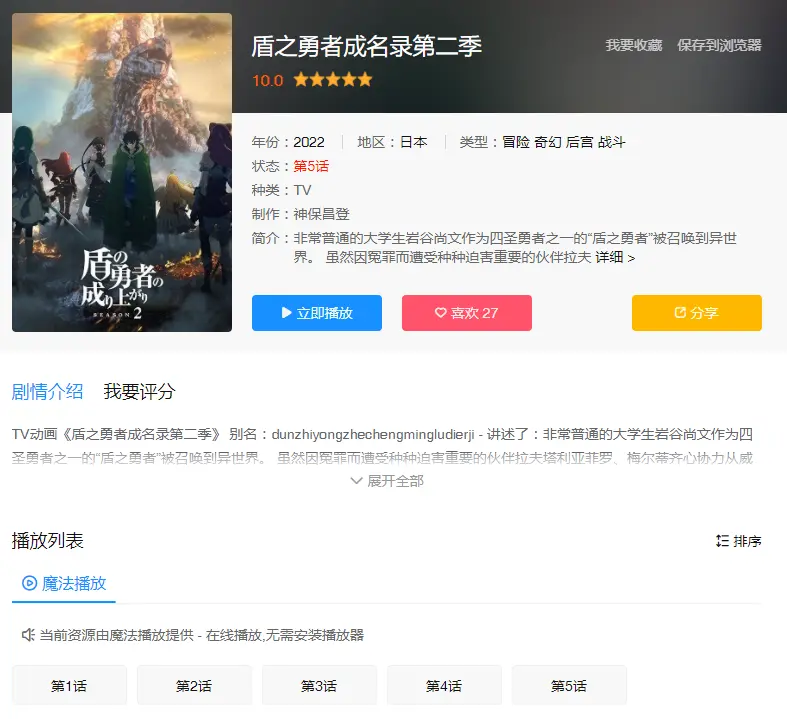 盾之勇者成名录第二季
我要收藏 保存到浏览器
10.0
年份：2022 地区：日本 类型：冒险 奇幻 后宫 战斗
状态：第5话
种类：TV
制作：神保昌登
简介：非常普通的大学生岩谷尚文作为四圣勇者之一的“盾之勇者”被召唤到异世
界。 虽然因冤罪而遭受种种迫害重要的伙伴拉夫 详细 >
盾の
勇者の
成り上がり
SEASON 2
立即播放 喜欢 27 分享
剧情介绍 我要评分
TV动画《盾之勇者成名录第二季》 别名：dunzhiyongzhechengmingludierji - 讲述了：非常普通的大学生岩谷尚文作为四
圣勇者之一的“盾之勇者”被召唤到异世界。 虽然因冤罪而遭受种种迫害重要的伙伴拉夫塔利亚菲罗、梅尔蒂齐心协力从威
展开全部
播放列表 排序
魔法播放
当前资源由魔法播放提供 - 在线播放,无需安装播放器
第1话 第2话 第3话 第4话 第5话